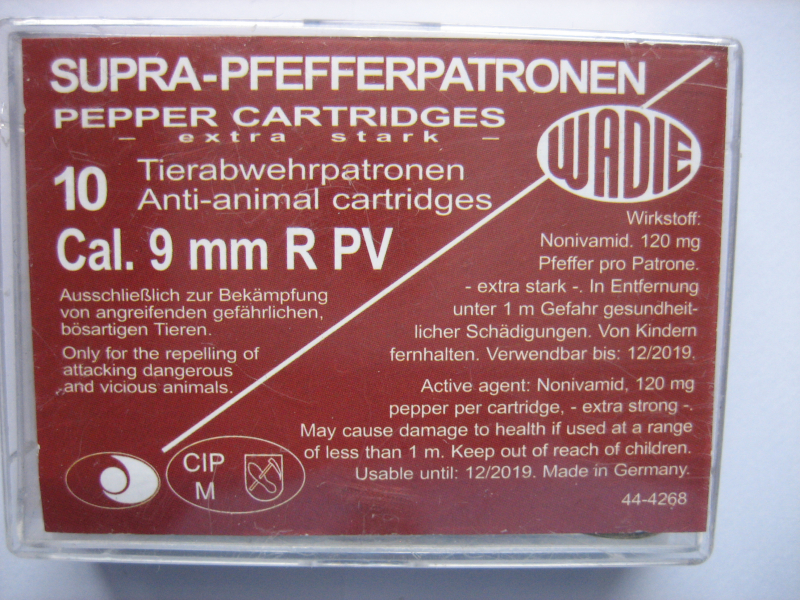 SUPRA-PFEFFERPATRONEN
PEPPER CARTRIDGES
– extra stark –
WADIE
10 Tierabwehrpatronen
Anti-animal cartridges
Cal. 9 mm R PV
Ausschließlich zur Bekämpfung
von angreifenden gefährlichen,
bösartigen Tieren.
Only for the repelling of
attacking dangerous
and vicious animals.
Wirkstoff:
Nonivamid. 120 mg
Pfeffer pro Patrone.
- extra stark -. In Entfernung
unter 1 m Gefahr gesundheit-
licher Schädigungen. Von Kindern
fernhalten. Verwendbar bis: 12/2019.
Active agent: Nonivamid, 120 mg
pepper per cartridge, - extra strong -.
May cause damage to health if used at a range
of less than 1 m. Keep out of reach of children.
Usable until: 12/2019. Made in Germany.
CIP
M
44-4268